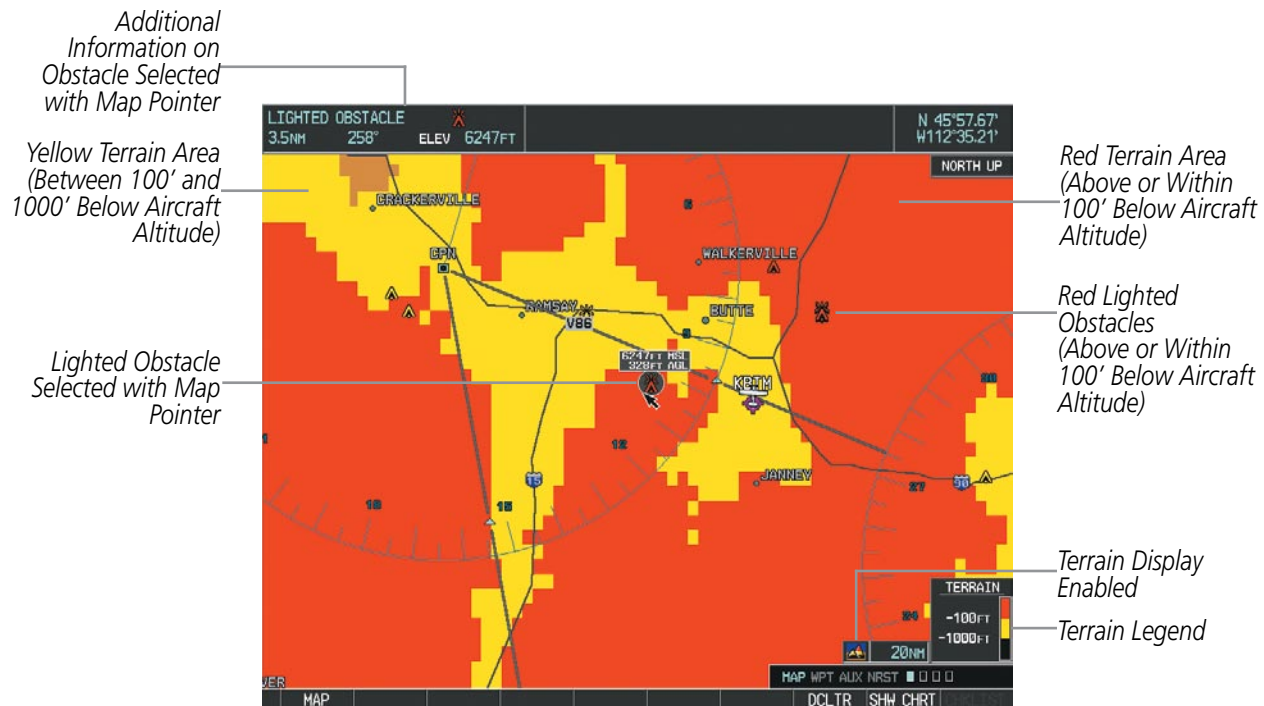 Additional
Information on
Obstacle Selected
with Map Pointer
LIGHTED OBSTACLE
3.5NM 258° ELEV 6247FT
N 45°57.67'
W112°35.21'
NORTH UP
Yellow Terrain Area
(Between 100’ and
1000’ Below Aircraft
Altitude)
Red Terrain Area
(Above or Within
100’ Below Aircraft
Altitude)
CRACKERVILLE
6
WALKERVILLE
CPN
RAMSAY
V86
BUTTE
Red Lighted
Obstacles
(Above or Within
100’ Below Aircraft
Altitude)
Lighted Obstacle
Selected with Map
Pointer
6247FT MSL
328FT AGL
KBTM
30
12
JANNEY
15
27
90
18
15
24
Terrain Display
Enabled
TERRAIN
-100FT
-1000FT
Terrain Legend
20NM
MAP WPT AUX NRST
VER
MAP DCLTR SHW CHRT CHKLIST